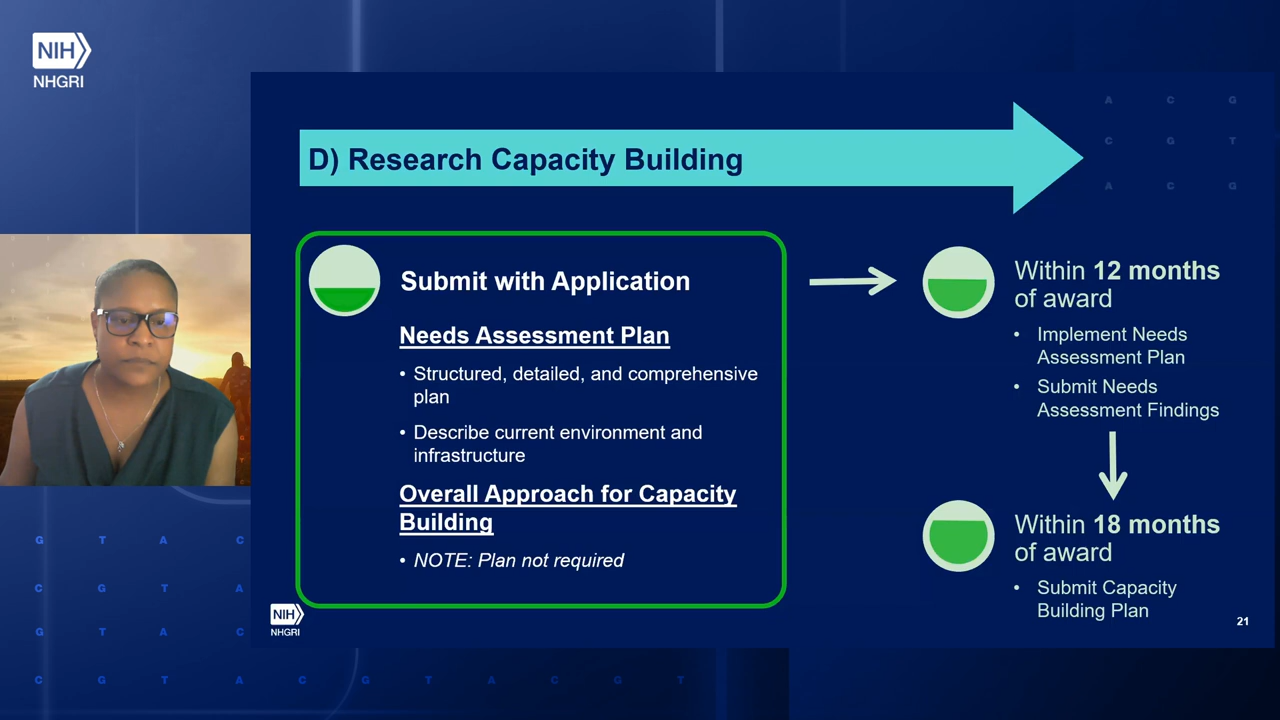 NIH
NHGRI
D) Research Capacity Building
A C G
C G T
A C G
Submit with Application
Needs Assessment Plan
• Structured, detailed, and comprehensive
plan
• Describe current environment and
infrastructure
Overall Approach for Capacity
Building
• NOTE: Plan not required
Within 12 months
of award
• Implement Needs
Assessment Plan
• Submit Needs
Assessment Findings
Within 18 months
of award
• Submit Capacity
Building Plan
NIH
NHGRI
21
G T A C
C G T A
G T A C
C G T A C G T A C G T